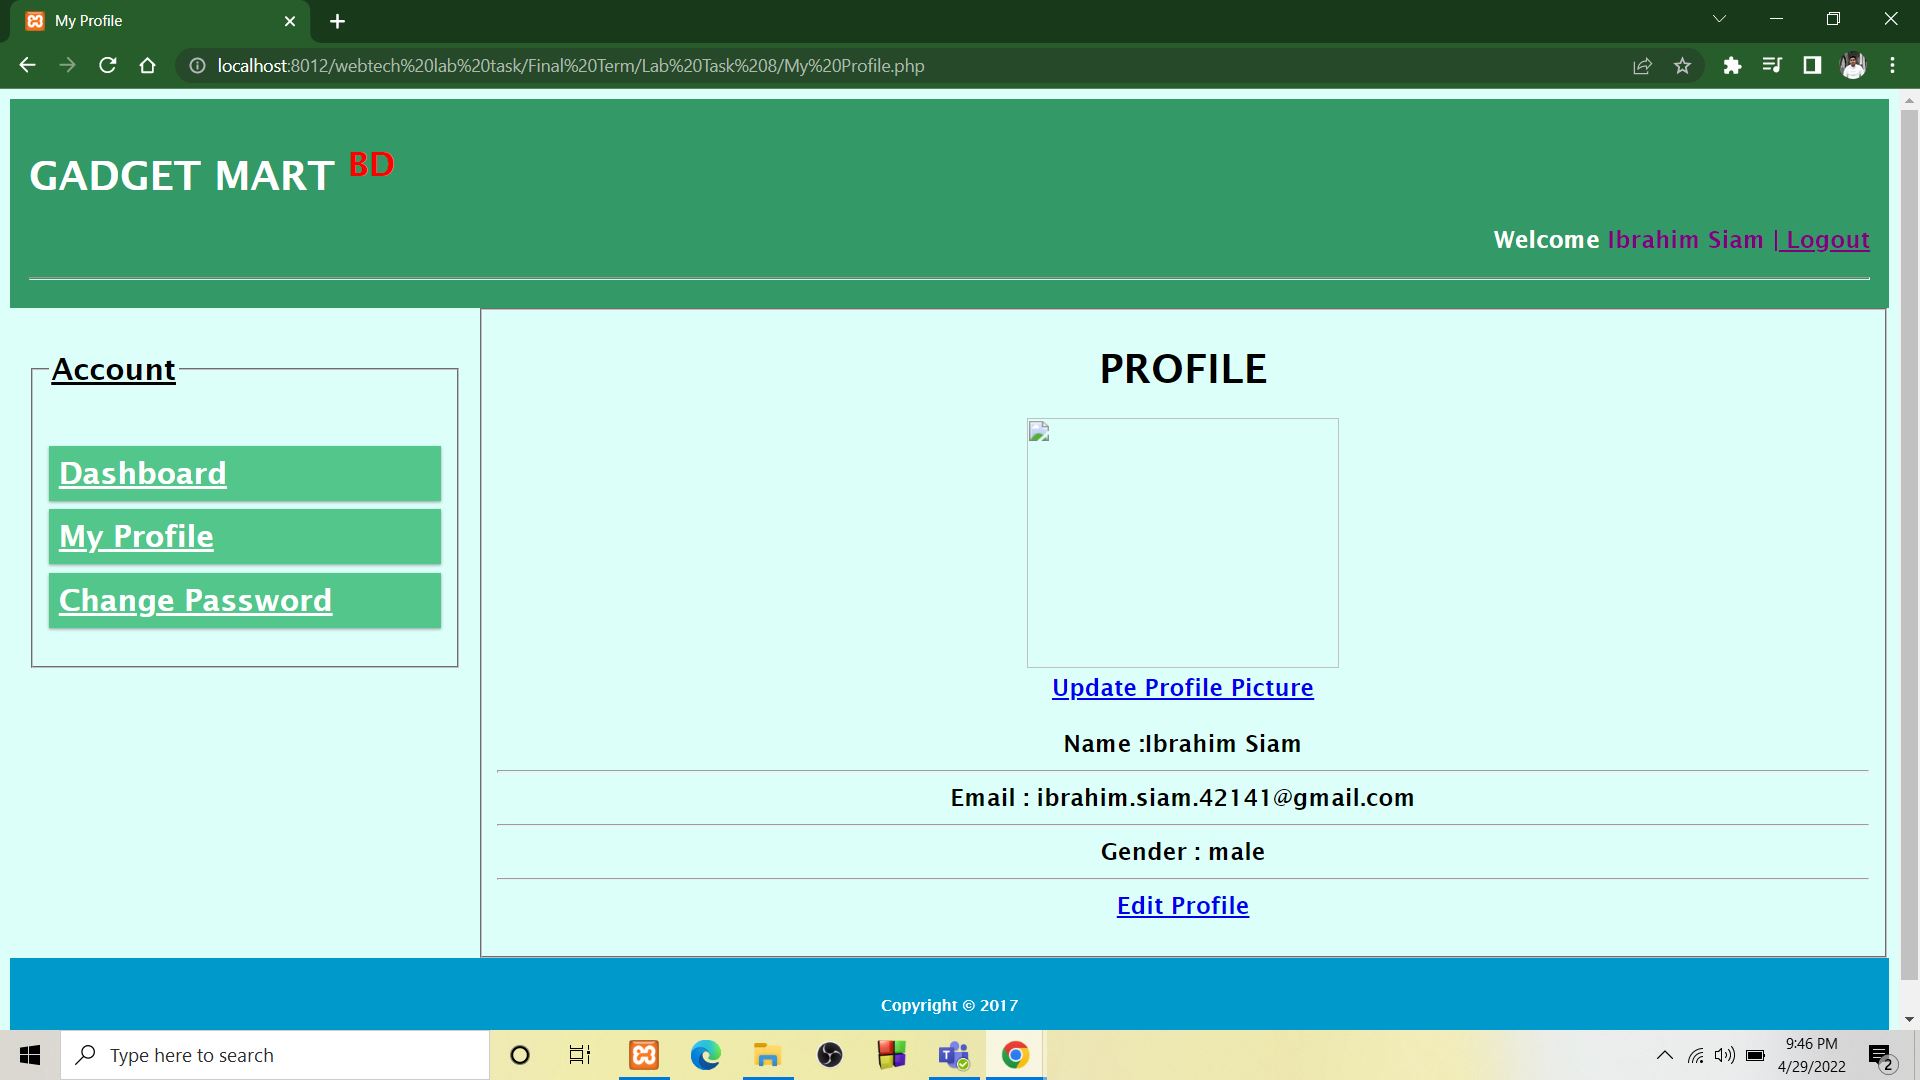 My Profile
localhost:8012/webtech%20lab%20task/Final%20Term/Lab%20Task%208/My%20Profile.php
GADGET MART BD
Welcome Ibrahim Siam | Logout
Account
Dashboard
My Profile
Change Password
PROFILE
Update Profile Picture
Name :Ibrahim Siam
Email : ibrahim.siam.42141@gmail.com
Gender : male
Edit Profile
Copyright © 2017
Type here to search
9:46 PM
4/29/2022
2